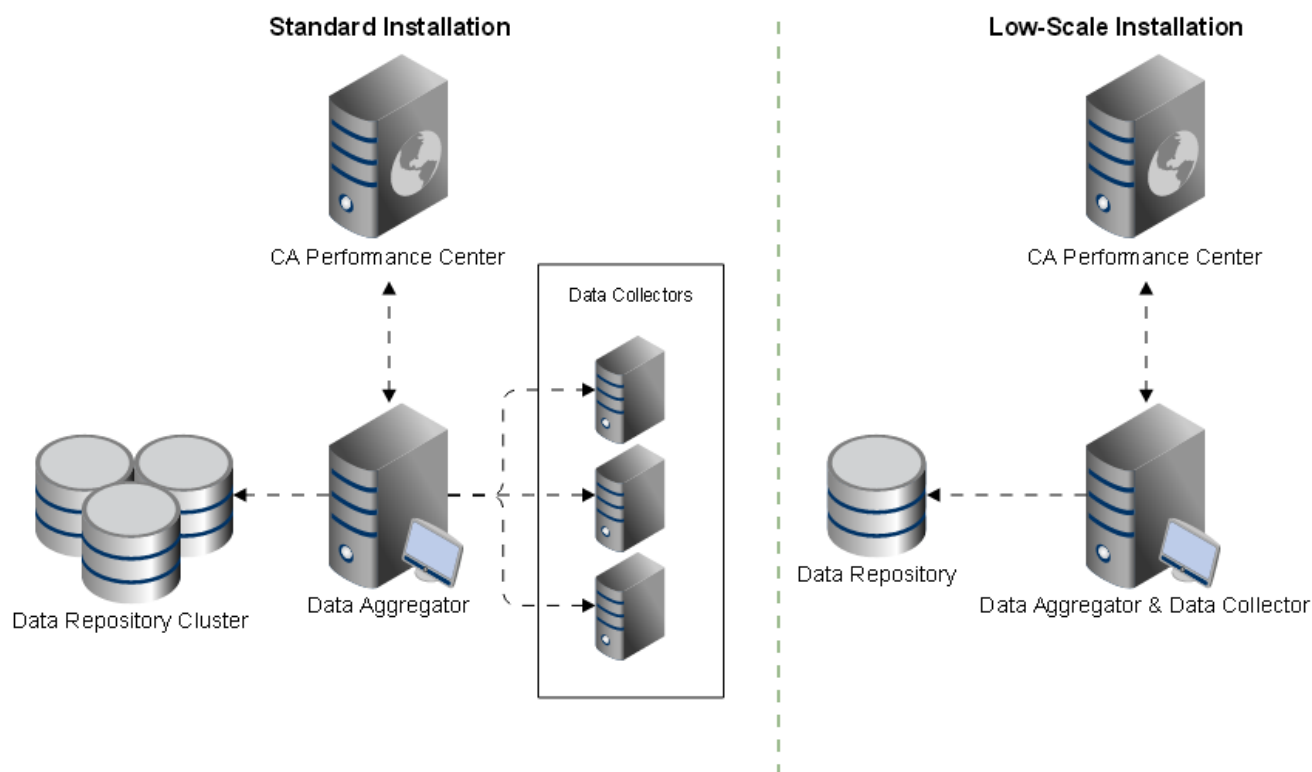 Standard Installation
CA Performance Center
Data Collectors
Data Repository Cluster
Data Aggregator
Low-Scale Installation
CA Performance Center
Data Repository
Data Aggregator & Data Collector